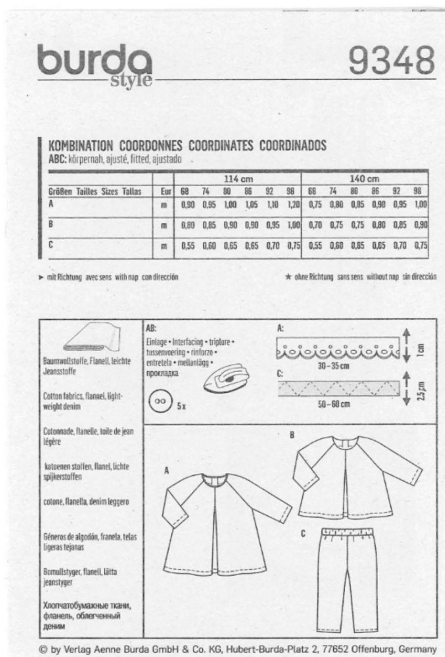 burda
style
9348
KOMBINATION COORDONNES COORDINATES COORDINADOS
ABC: körpernah, ajusté, fitted, ajustado
114 cm 140 cm
Größen Tailles Sizes Tallas Eur 68 74 80 86 92 98 68 74 80 86 92 98
A m 0,90 0,95 1,00 1,05 1,10 1,20 0,75 0,80 0,85 0,90 0,95 1,00
B m 0,80 0,85 0,90 0,90 0,95 1,00 0,70 0,75 0,75 0,80 0,85 0,90
C m 0,55 0,60 0,65 0,65 0,70 0,75 0,55 0,60 0,65 0,65 0,70 0,75
➤ mit Richtung avec sens with nap con dirección ★ ohne Richtung sans sens without nap sin dirección
Baumwollstoffe, Flanell, leichte
Jeansstoffe
Cotton fabrics, flannel, light-
weight denim
Cotonnade, flanelle, toile de jean
légère
katoenen stoffen, flanel, lichte
spijkerstoffen
cotone, flanella, denim leggero
Géneros de algodón, franela, telas
ligeras tejanas
Bomullstyger, flanell, lätta
jeanstyger
Хлопчатобумажные ткани,
фланель, облегченный
деним
AB:
Einlage • Interfacing • triplure •
tussenvoering • rinforzo •
entretela • mellanlägg •
прокладка
5 x
A:
30 – 35 cm
1 cm
C:
50 – 60 cm
2,5 cm
A
B
C
© by Verlag Aenne Burda GmbH & Co. KG, Hubert-Burda-Platz 2, 77652 Offenburg, Germany